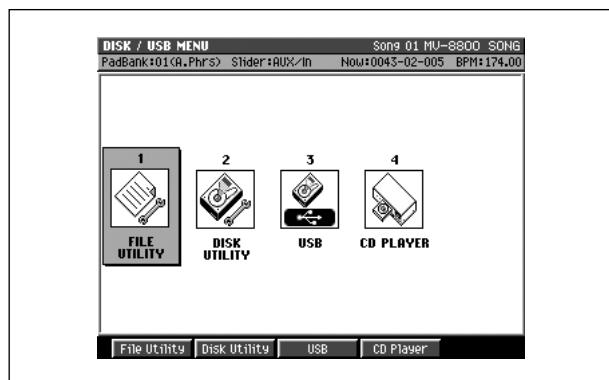 DISK / USB MENU Song 01 MV-8800 SONG
PadBank:01(A.Phrs) Slider:AUX/In Now:0043-02-005 BPM:174.00
1 2 3 4
FILE UTILITY
DISK UTILITY
USB
CD PLAYER
File Utility Disk Utility USB CD Player